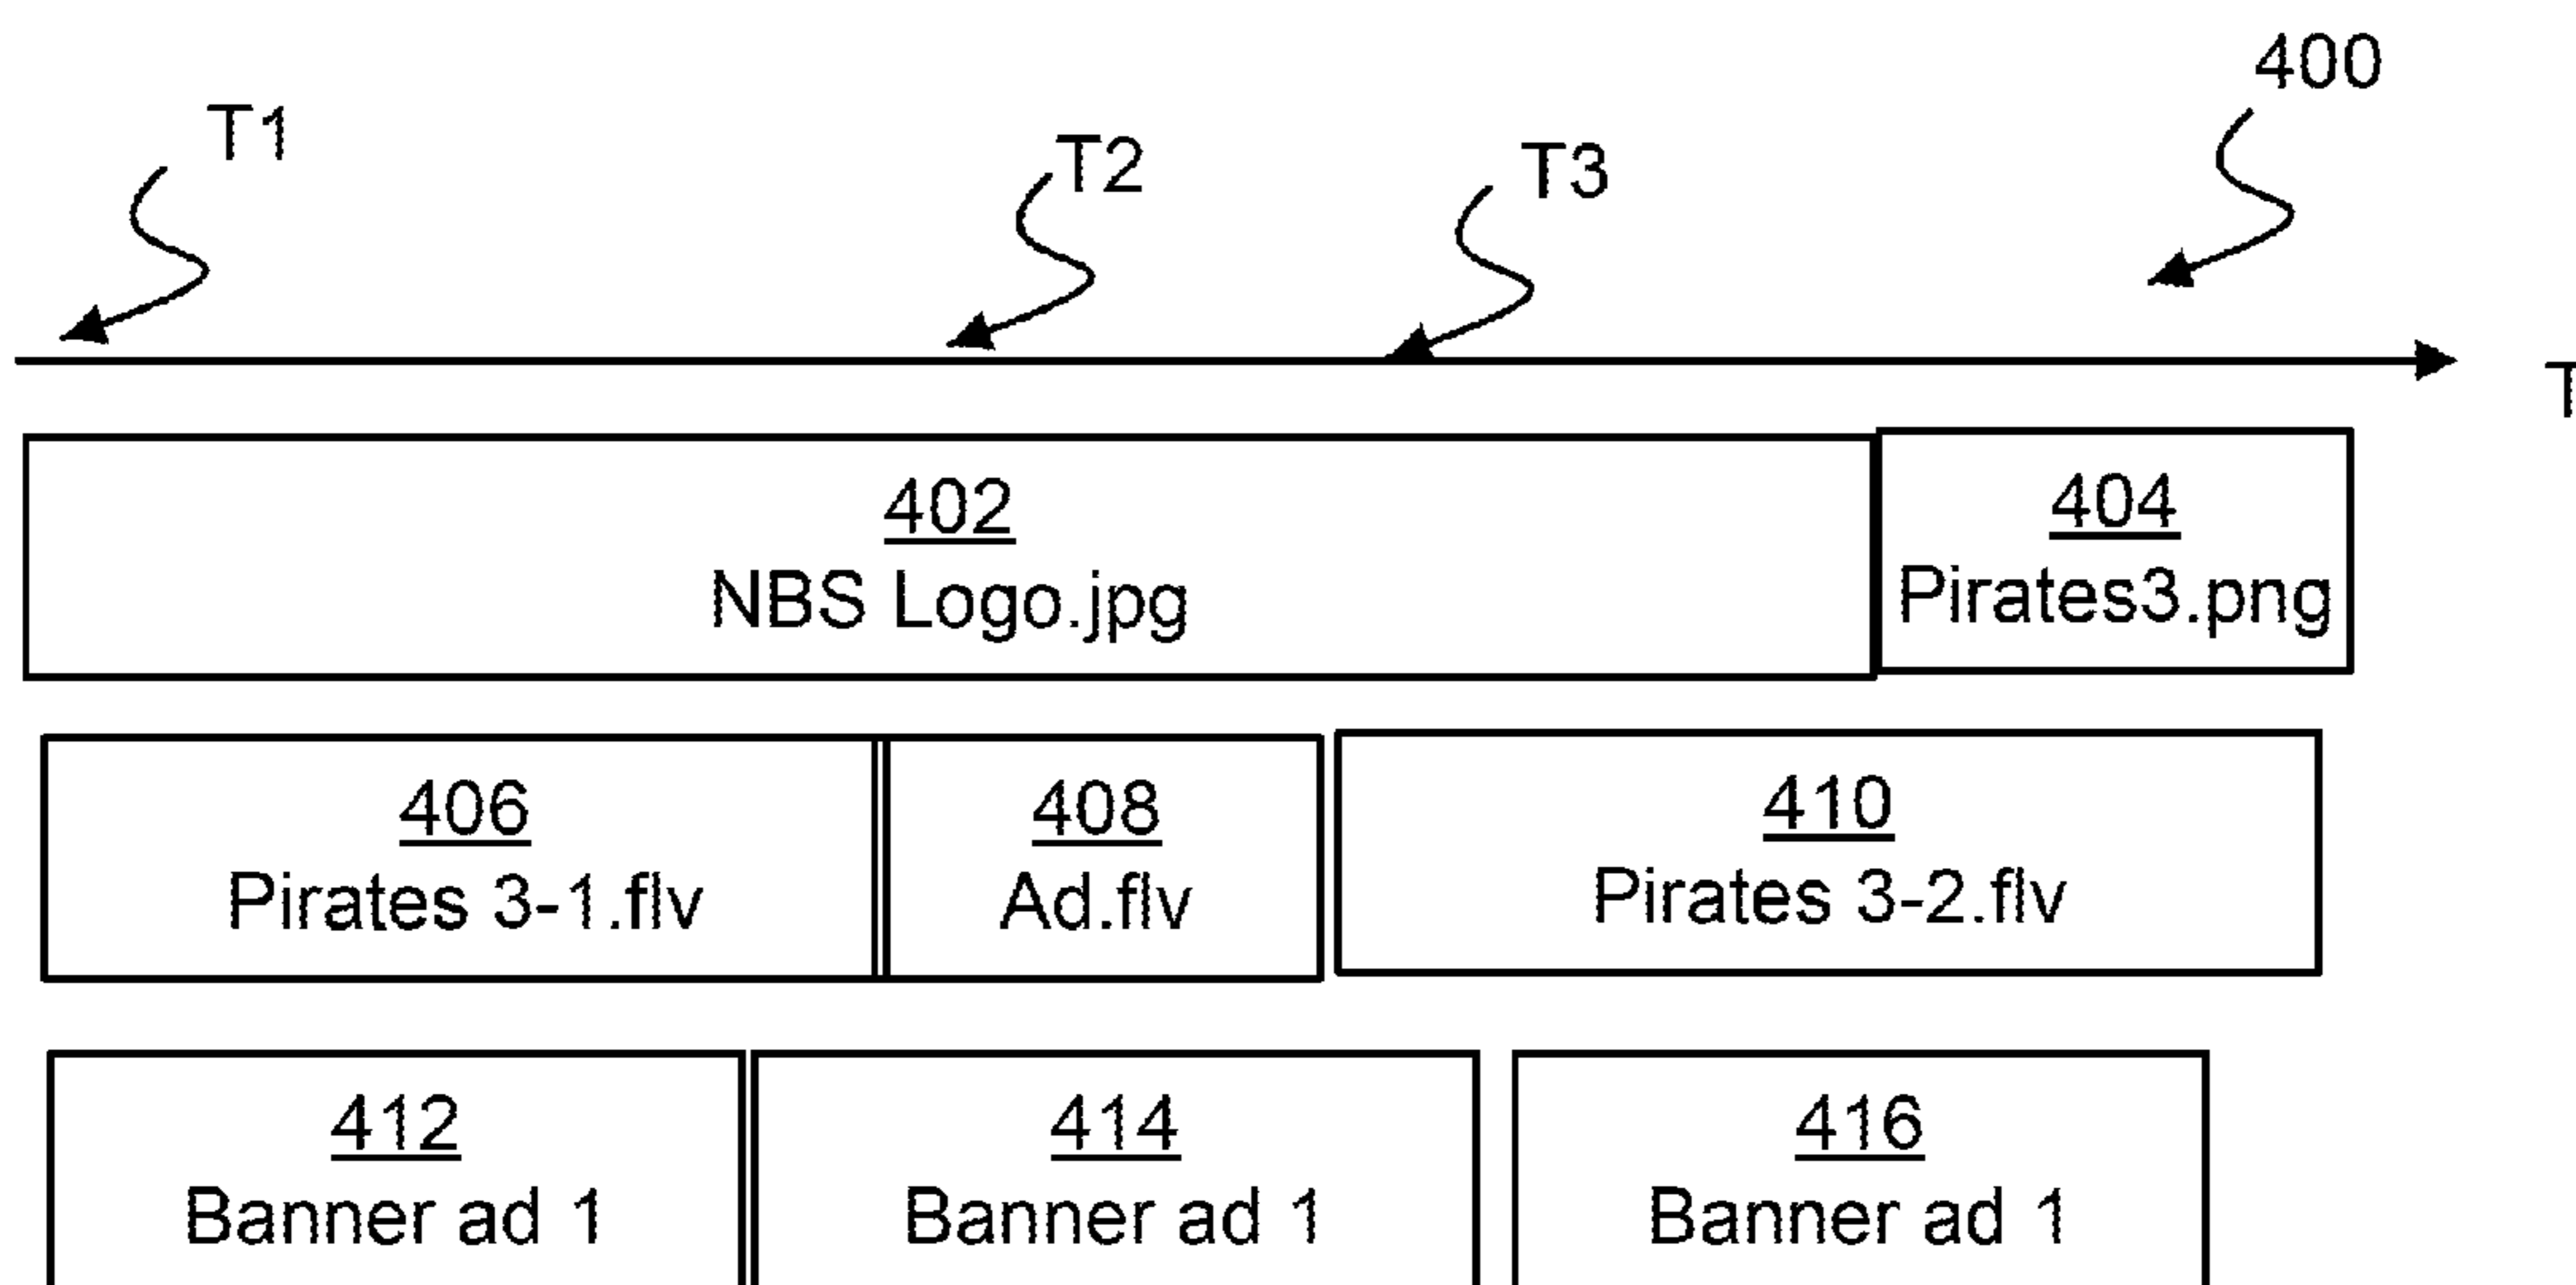 400
T1
T2
T3
T
402
NBS Logo.jpg
404
Pirates3.png
406
Pirates 3-1.flv
408
Ad.flv
410
Pirates 3-2.flv
412
Banner ad 1
414
Banner ad 1
416
Banner ad 1